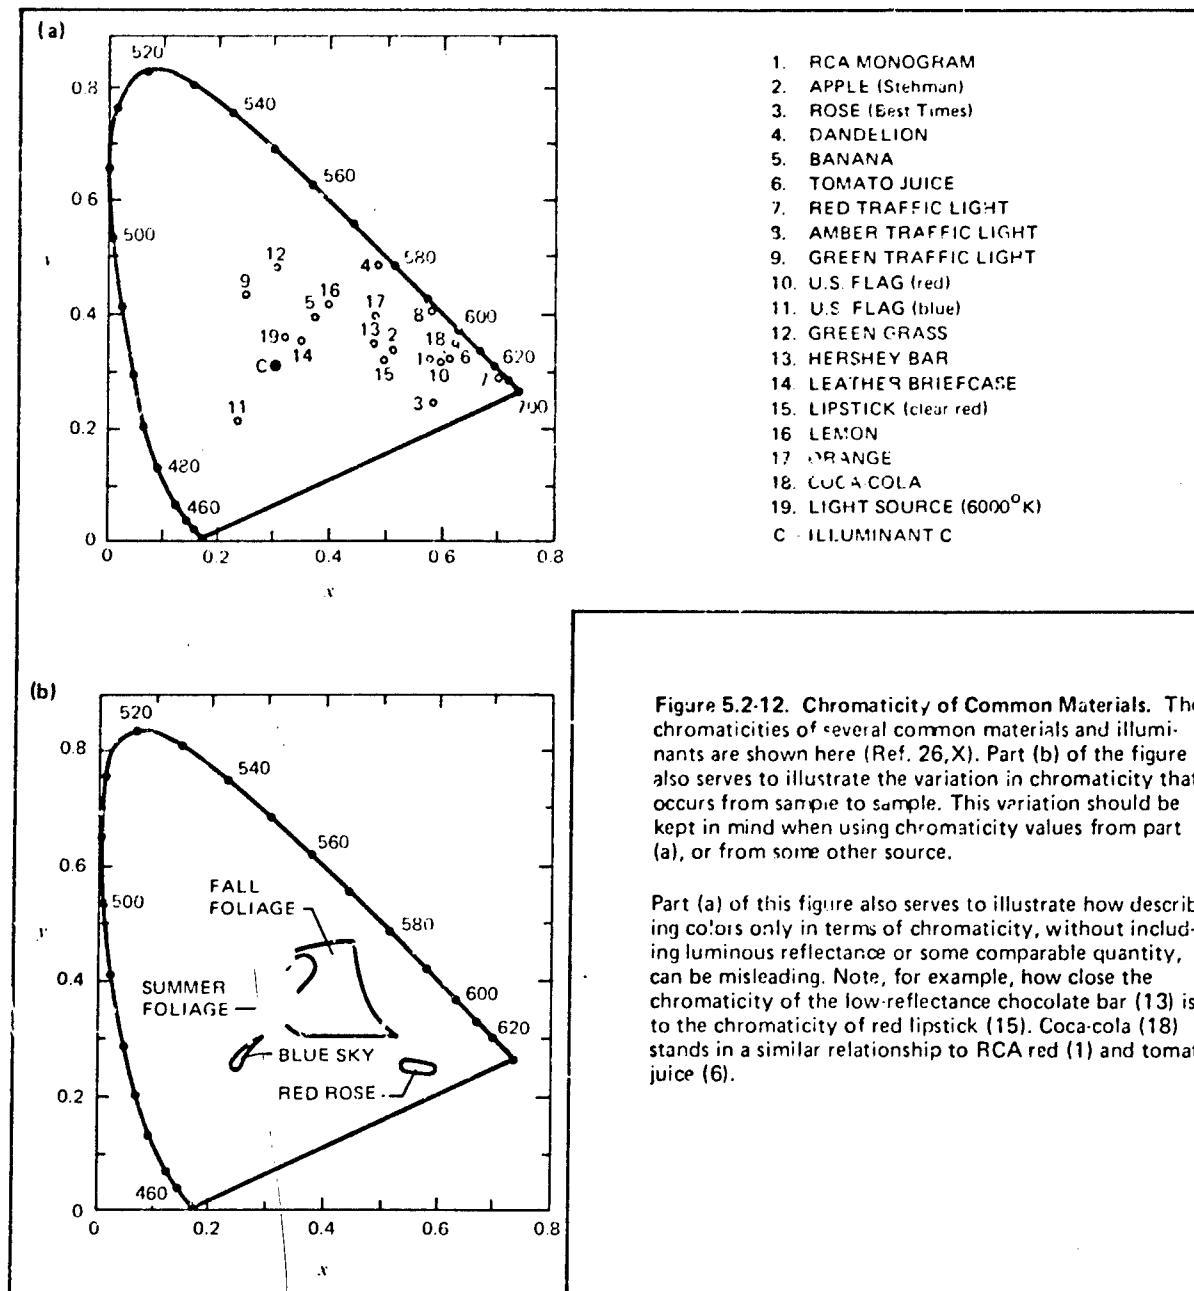 (a)
520
540
560
580
600
620
700
500
480
460
0.8
0.6
0.4
0.2
0
0.2
0.4
0.6
0.8
x
12
9
16
5
19
14
C
11
4
17
13
2
15
8
18
1
6
10
3
7
1. RCA MONOGRAM
2. APPLE (Stehman)
3. ROSE (Best Times)
4. DANDELION
5. BANANA
6. TOMATO JUICE
7. RED TRAFFIC LIGHT
8. AMBER TRAFFIC LIGHT
9. GREEN TRAFFIC LIGHT
10. U.S. FLAG (red)
11. U.S. FLAG (blue)
12. GREEN GRASS
13. HERSHEY BAR
14. LEATHER BRIEFCASE
15. LIPSTICK (clear red)
16 LEMON
17 ORANGE
18. COCA-COLA
19. LIGHT SOURCE (6000°K)
C - ILLUMINANT C
(b)
520
540
560
580
600
620
500
460
0.8
0.6
0.4
0.2
0
y
0
0.2
0.4
0.6
0.8
x
FALL
FOLIAGE
SUMMER
FOLIAGE
BLUE SKY
RED ROSE
Figure 5.2-12. Chromaticity of Common Materials. The
chromaticities of several common materials and illumi-
nants are shown here (Ref. 26,X). Part (b) of the figure
also serves to illustrate the variation in chromaticity that
occurs from sample to sample. This variation should be
kept in mind when using chromaticity values from part
(a), or from some other source.
Part (a) of this figure also serves to illustrate how describ-
ing colors only in terms of chromaticity, without includ-
ing luminous reflectance or some comparable quantity,
can be misleading. Note, for example, how close the
chromaticity of the low-reflectance chocolate bar (13) is
to the chromaticity of red lipstick (15). Coca-cola (18)
stands in a similar relationship to RCA red (1) and tomat
juice (6).